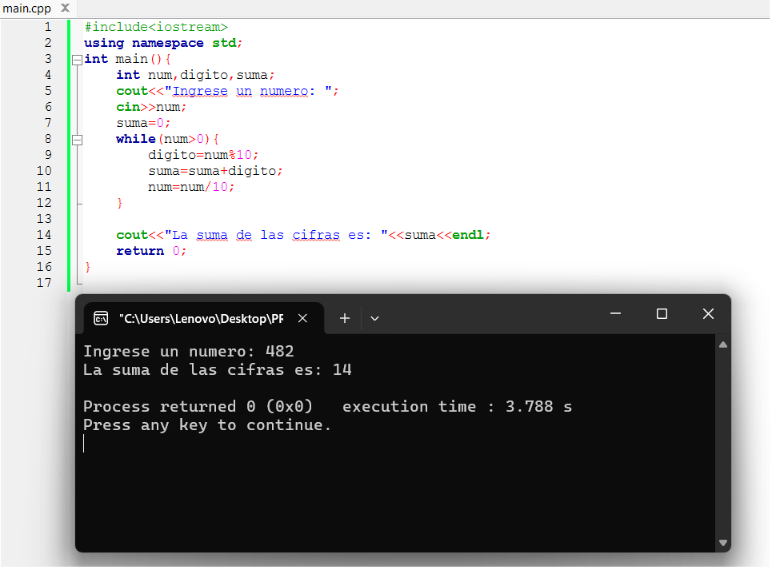 main.cpp X
1 #include<iostream>
2 using namespace std;
3 int main(){
4 int num,digito,suma;
5 cout<<"Ingrese un numero: ";
6 cin>>num;
7 suma=0;
8 while(num>0){
9 digito=num%10;
10 suma=suma+digito;
11 num=num/10;
12 }
13
14 cout<<"La suma de las cifras es: "<<suma<<endl;
15 return 0;
16 }
17
"C:\Users\Lenovo\Desktop\PF
Ingrese un numero: 482
La suma de las cifras es: 14
Process returned 0 (0x0) execution time : 3.788 s
Press any key to continue.